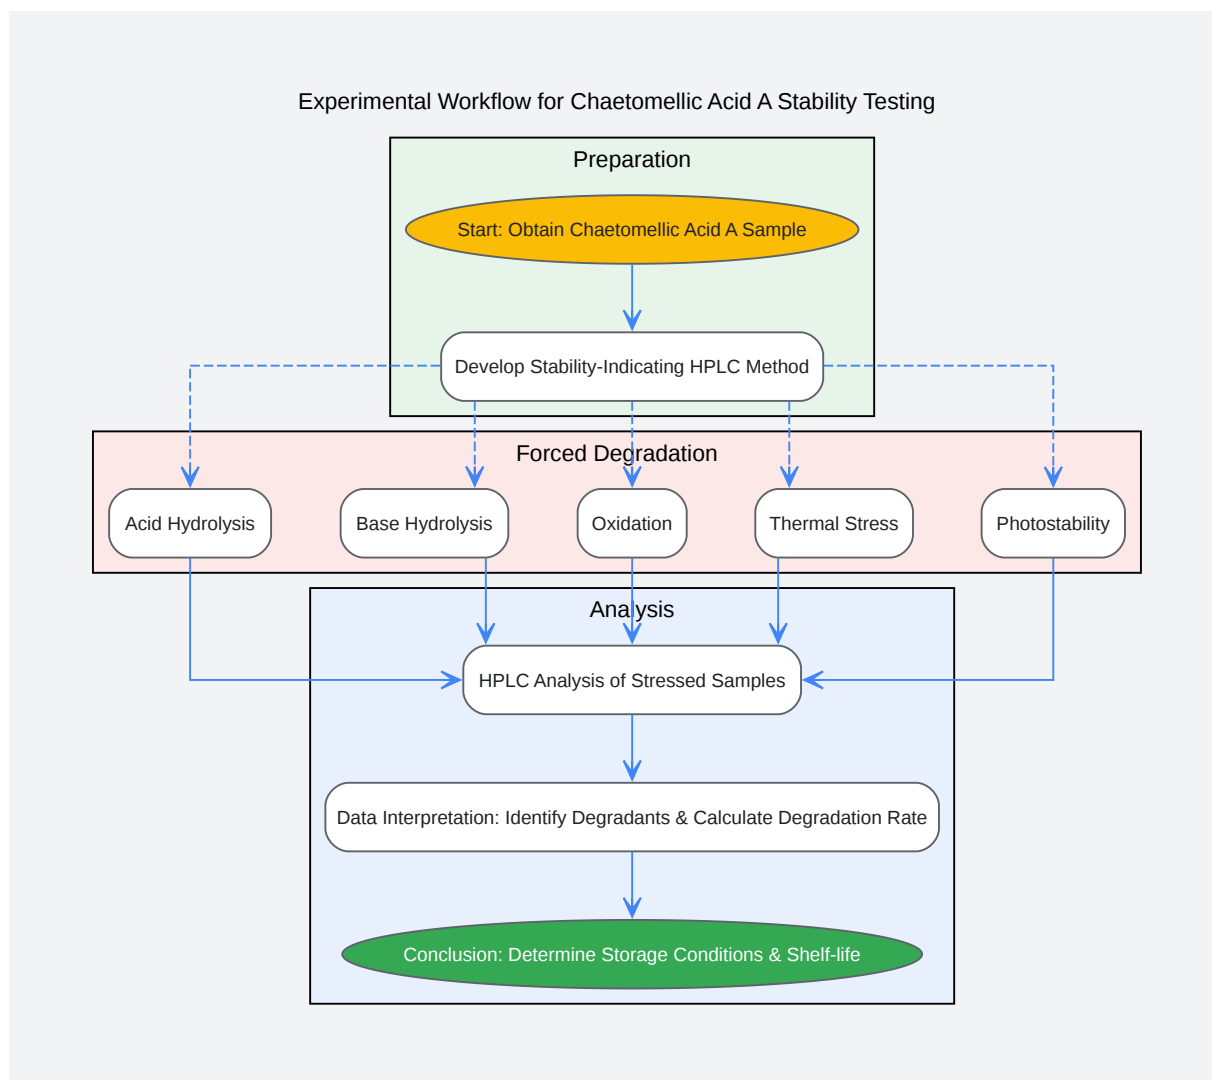 Experimental Workflow for Chaetomellic Acid A Stability Testing
Preparation
Start: Obtain Chaetomellic Acid A Sample
Develop Stability-Indicating HPLC Method
Forced Degradation
Acid Hydrolysis
Base Hydrolysis
Oxidation
Thermal Stress
Photostability
Analysis
HPLC Analysis of Stressed Samples
Data Interpretation: Identify Degradants & Calculate Degradation Rate
Conclusion: Determine Storage Conditions & Shelf-life